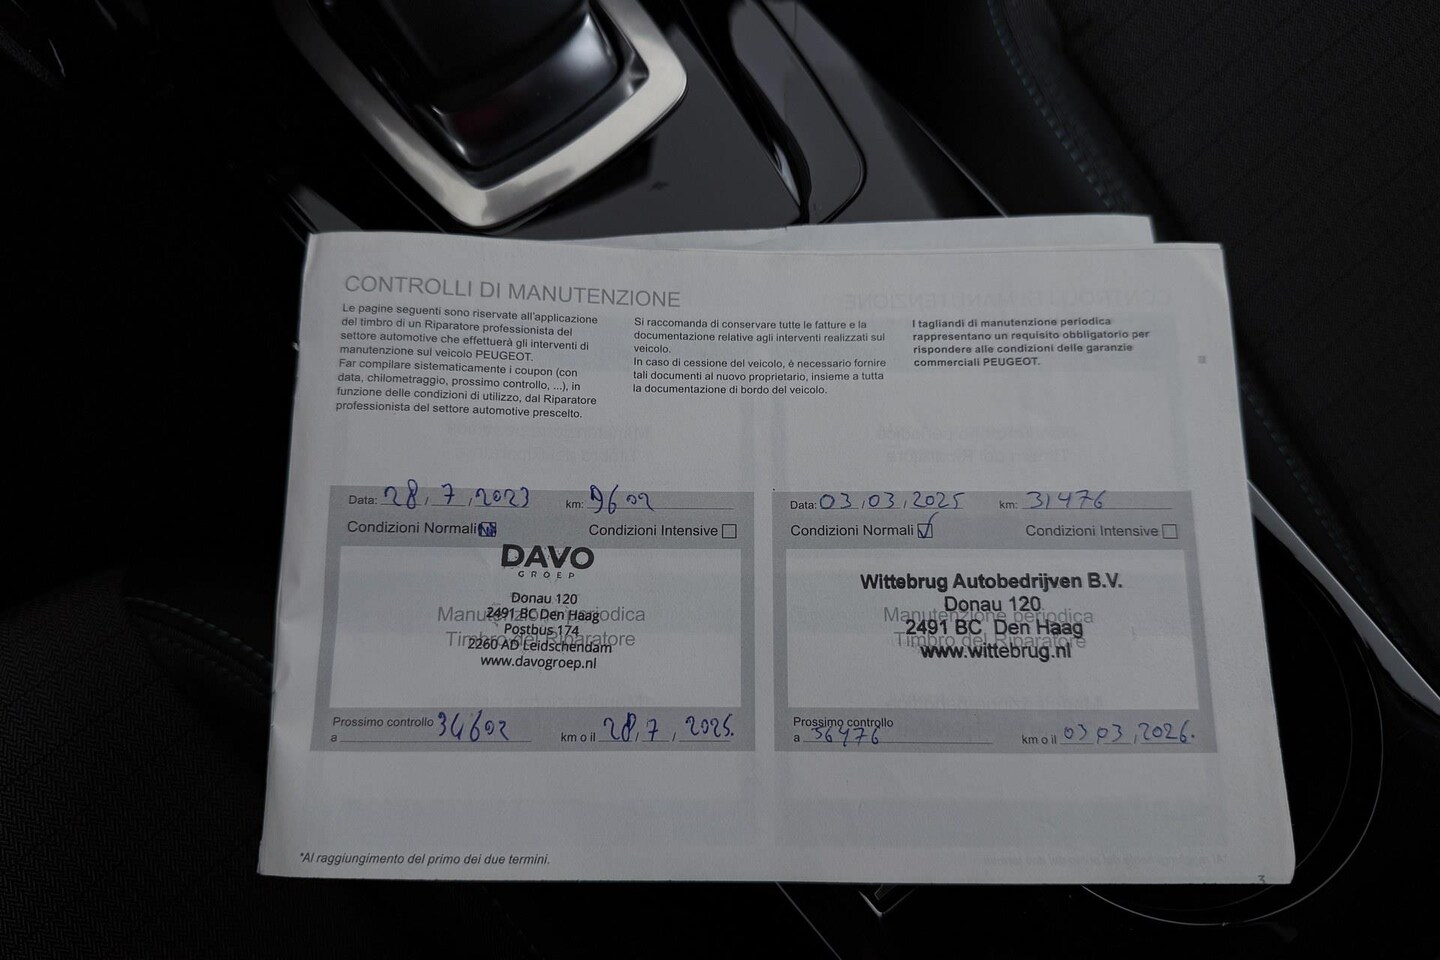 CONTROLLI DI MANUTENZIONE
Le pagine seguenti sono riservate all'applicazione
del timbro di un Riparatore professionista del
settore automotive che effettuerà gli interventi di
manutenzione sul veicolo PEUGEOT.
Far compilare sistematicamente i coupon (con
data, chilometraggio, prossimo controllo, ...), in
funzione delle condizioni di utilizzo, dal Riparatore
professionista del settore automotive prescelto.
Si raccomanda di conservare tutte le fatture e la
documentazione relative agli interventi realizzati sul
veicolo.
In caso di cessione del veicolo, è necessario fornire
tali documenti al nuovo proprietario, insieme a tutta
la documentazione di bordo del veicolo.
I tagliandi di manutenzione periodica
rappresentano un requisito obbligatorio per
rispondere alle condizioni delle garanzie
commerciali PEUGEOT.
Data: 28, 7, 2023 km: 9602
Condizioni Normali Condizioni Intensive
DAVO
GROEP
Donau 120
2491 BC Den Haag
Manutenzione periodica
Postbus 174
Timbro del Riparatore
2260 AD Leidschendam
www.davogroep.nl
Prossimo controllo
a 34602 km o il 28, 7, 2025.
Data: 03, 03, 2025 km: 31476
Condizioni Normali Condizioni Intensive
Wittebrug Autobedrijven B.V.
Donau 120
Manutenzione periodica
2491 BC Den Haag
Timbro del Riparatore
www.wittebrug.nl
Prossimo controllo
a 56476 km o il 03, 03, 2026.
*Al raggiungimento del primo dei due termini.
3